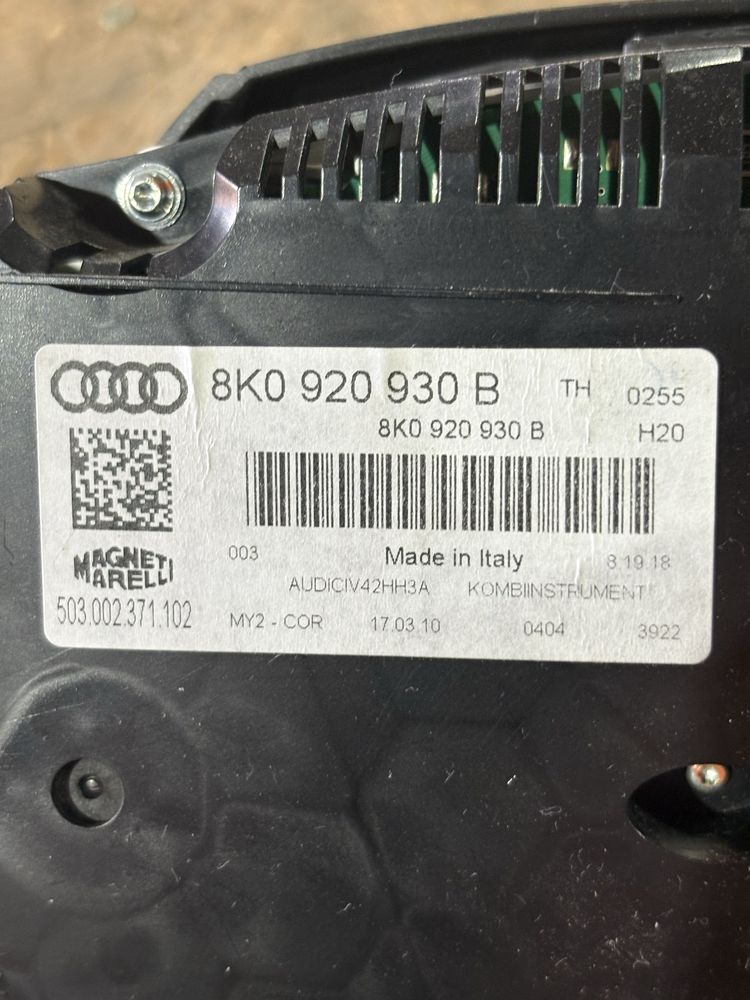 8K0 920 930 B TH 0255
8K0 920 930 B H20
MAGNETI
MARELLI
503.002.371.102
003 Made in Italy 8.19.18
AUDICIV42HH3A KOMBIINSTRUMENT
MY2 - COR 17.03.10 0404 3922